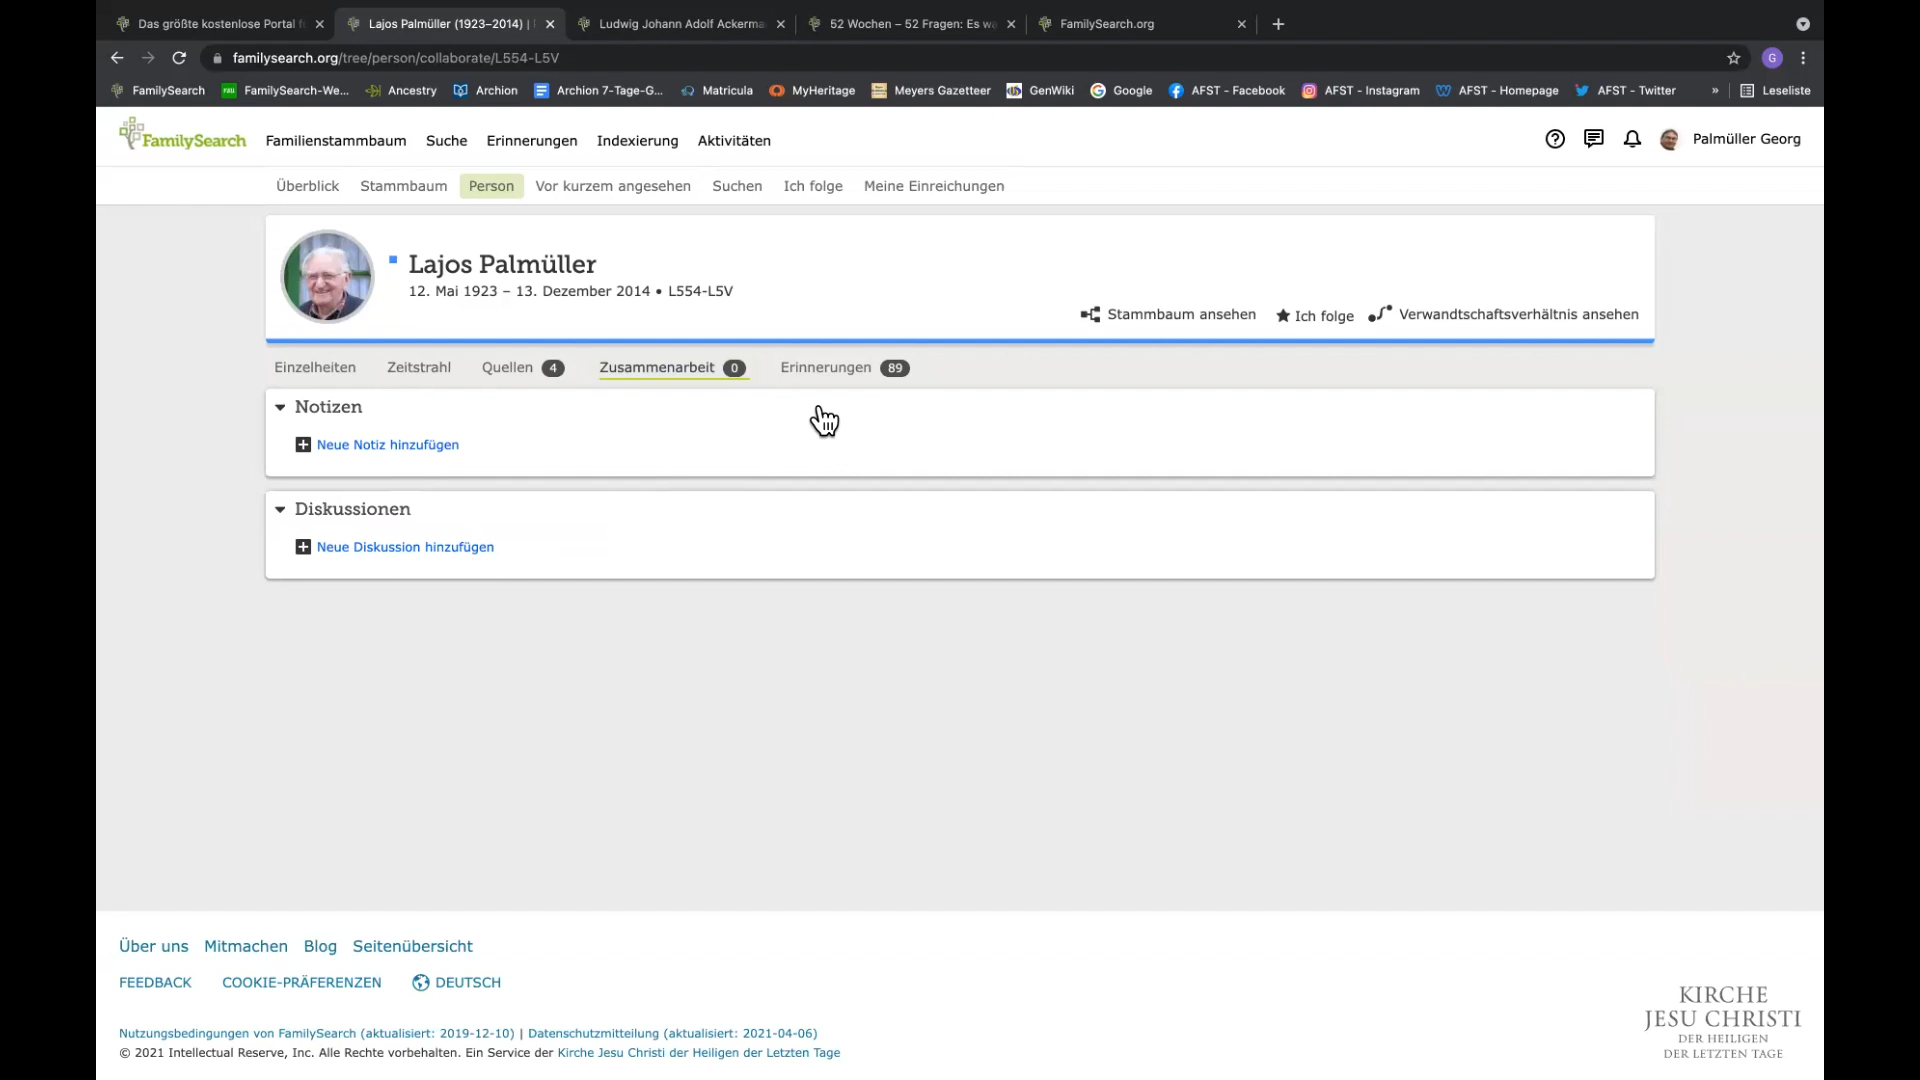 Das größte kostenlose Portal f
Lajos Palmüller (1923–2014) |
Ludwig Johann Adolf Ackerma
52 Wochen – 52 Fragen: Es wa
FamilySearch.org
familysearch.org/tree/person/collaborate/L554-L5V
G
FamilySearch
FamilySearch-We...
Ancestry
Archion
Archion 7-Tage-G...
Matricula
MyHeritage
Meyers Gazetteer
GenWiki
Google
AFST - Facebook
AFST - Instagram
AFST - Homepage
AFST - Twitter
»
Leseliste
FamilySearch
Familienstammbaum
Suche
Erinnerungen
Indexierung
Aktivitäten
Palmüller Georg
Überblick
Stammbaum
Person
Vor kurzem angesehen
Suchen
Ich folge
Meine Einreichungen
Lajos Palmüller
12. Mai 1923 – 13. Dezember 2014 • L554-L5V
Stammbaum ansehen
Ich folge
Verwandtschaftsverhältnis ansehen
Einzelheiten
Zeitstrahl
Quellen 4
Zusammenarbeit 0
Erinnerungen 89
Notizen
Neue Notiz hinzufügen
Diskussionen
Neue Diskussion hinzufügen
Über uns
Mitmachen
Blog
Seitenübersicht
FEEDBACK
COOKIE-PRÄFERENZEN
DEUTSCH
Nutzungsbedingungen von FamilySearch (aktualisiert: 2019-12-10) | Datenschutzmitteilung (aktualisiert: 2021-04-06)
© 2021 Intellectual Reserve, Inc. Alle Rechte vorbehalten. Ein Service der Kirche Jesu Christi der Heiligen der Letzten Tage
KIRCHE
JESU CHRISTI
DER HEILIGEN
DER LETZTEN TAGE